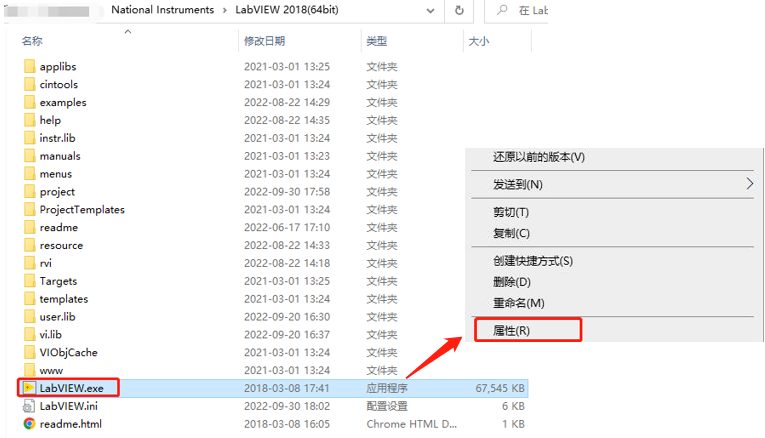 National Instruments > LabVIEW 2018(64bit)
在 Lab
名称 修改日期 类型 大小
applibs 2021-03-01 13:25 文件夹
cintools 2021-03-01 13:24 文件夹
examples 2022-08-22 14:29 文件夹
help 2022-08-22 14:35 文件夹
instr.lib 2021-03-01 13:24 文件夹
manuals 2021-03-01 13:23 文件夹
menus 2021-03-01 13:24 文件夹
project 2022-09-30 17:58 文件夹
ProjectTemplates 2021-03-01 13:24 文件夹
readme 2022-06-17 17:10 文件夹
resource 2022-08-22 14:33 文件夹
rvi 2022-08-22 14:18 文件夹
Targets 2021-03-01 13:25 文件夹
templates 2021-03-01 13:24 文件夹
user.lib 2022-09-20 16:30 文件夹
vi.lib 2022-09-20 16:37 文件夹
VIObjCache 2021-03-01 13:24 文件夹
www 2021-03-01 13:24 文件夹
LabVIEW.exe 2018-03-08 17:41 应用程序 67,545 KB
LabVIEW.ini 2022-09-30 18:02 配置设置 6 KB
readme.html 2018-03-08 16:05 Chrome HTML D... 1 KB
还原以前的版本(V)
发送到(N)
剪切(T)
复制(C)
创建快捷方式(S)
删除(D)
重命名(M)
属性(R)